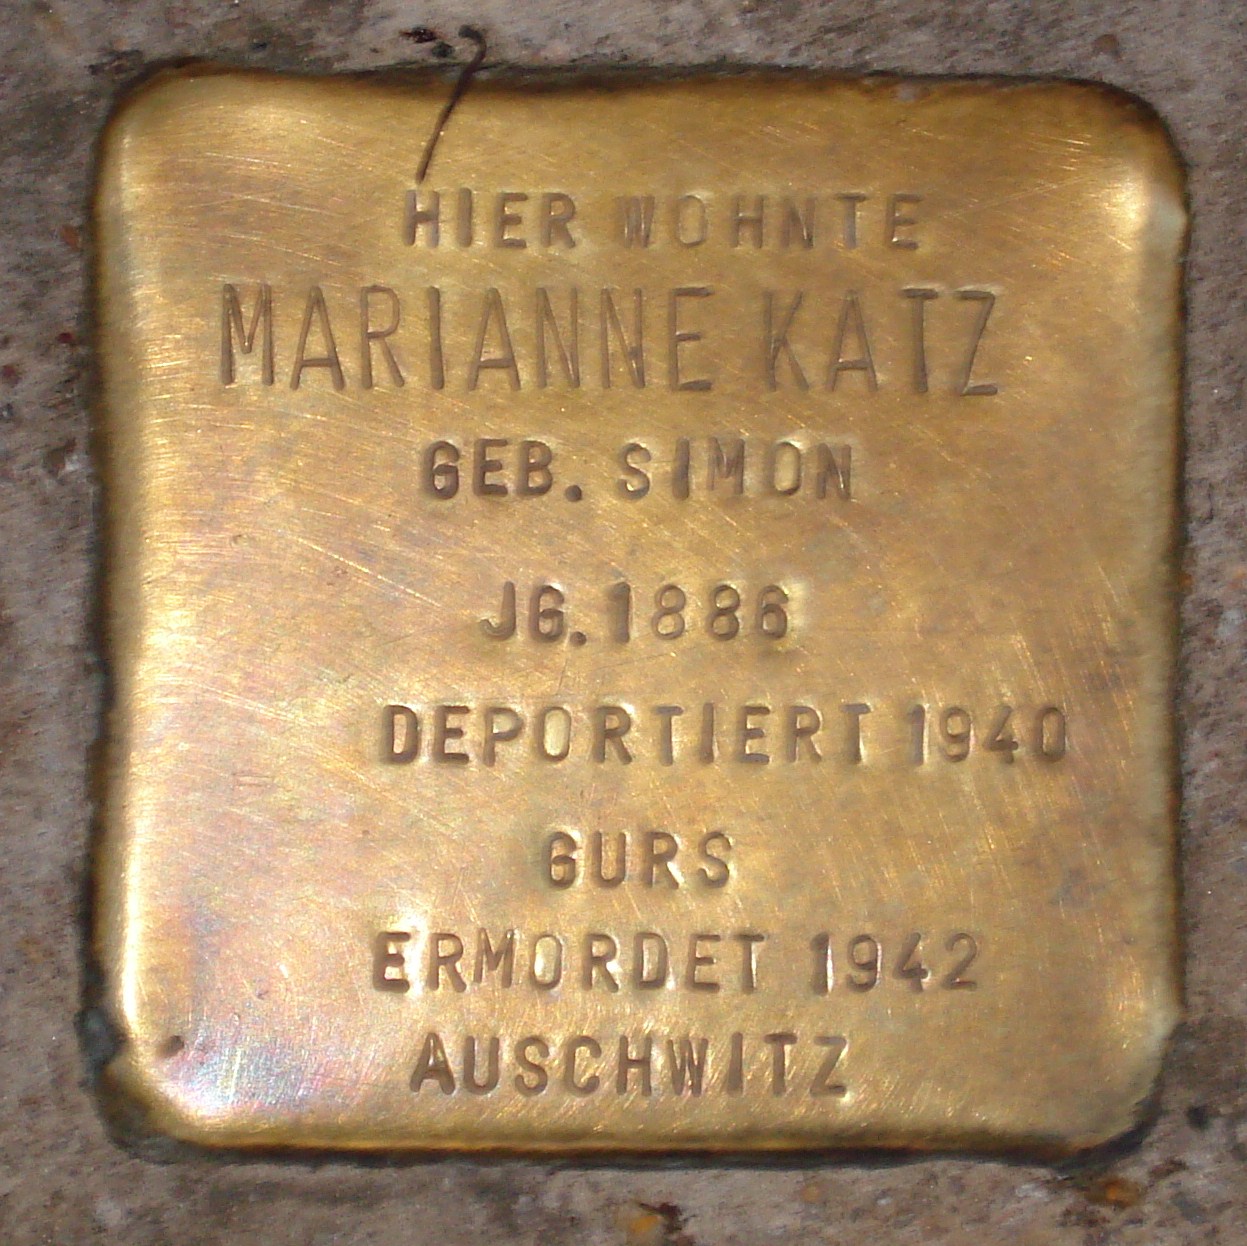 HIER WOHNTE
MARIANNE KATZ
GEB. SIMON
JG. 1886
DEPORTIERT 1940
GURS
ERMORDET 1942
AUSCHWITZ